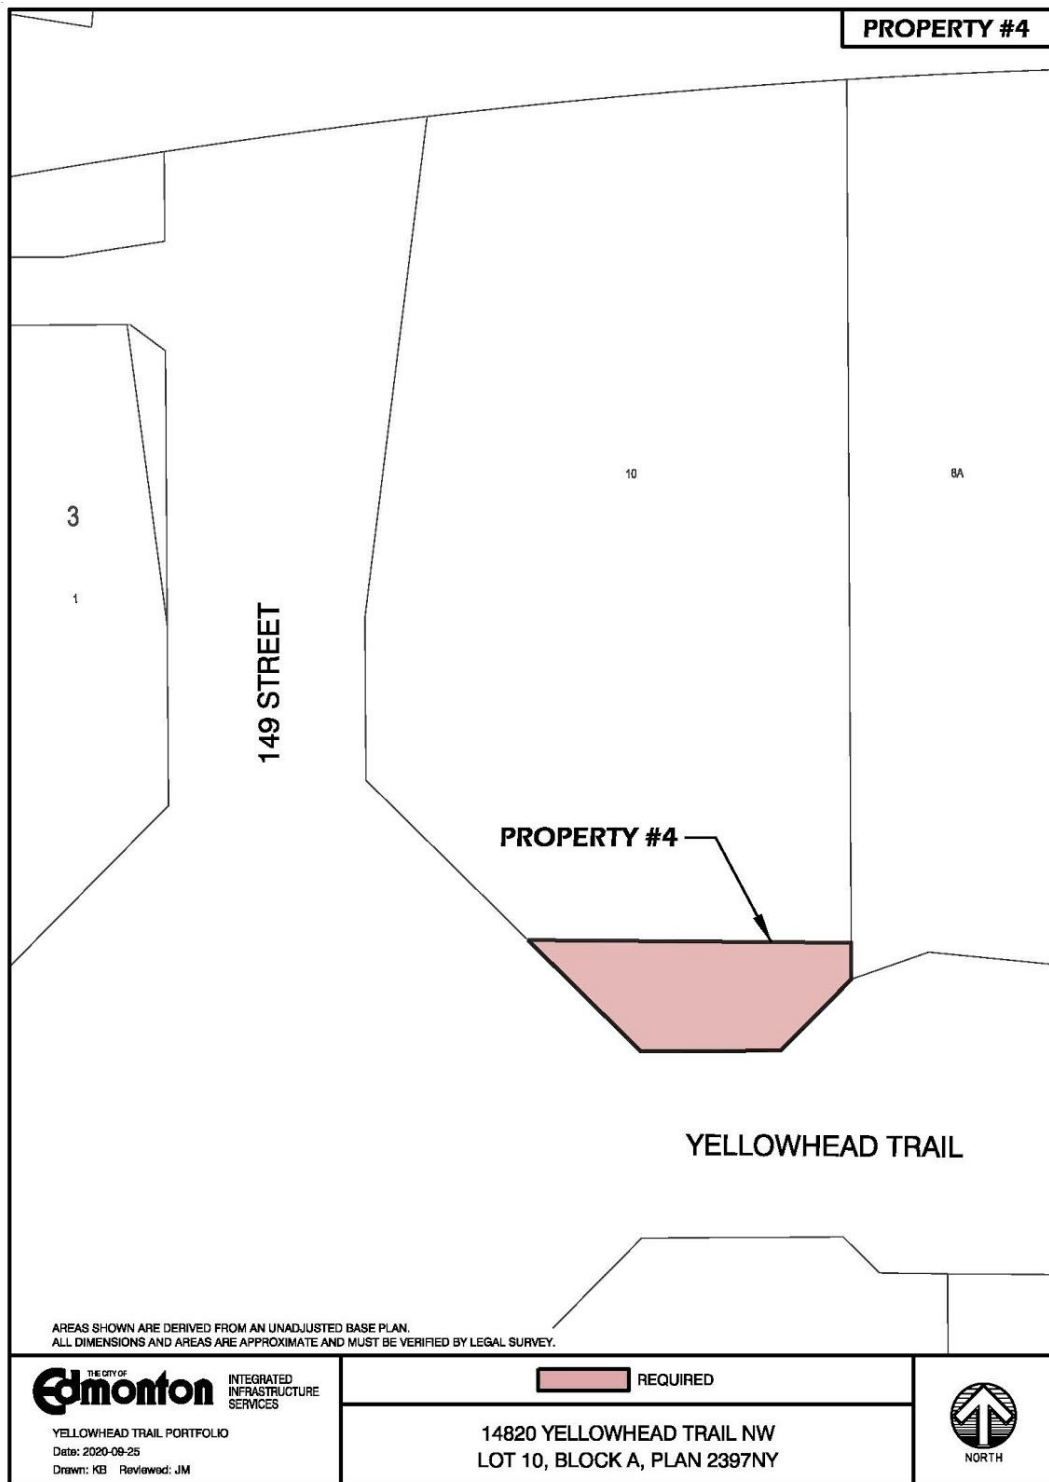 PROPERTY #4
10
8A
3
1
149 STREET
PROPERTY #4
YELLOWHEAD TRAIL
AREAS SHOWN ARE DERIVED FROM AN UNADJUSTED BASE PLAN.
ALL DIMENSIONS AND AREAS ARE APPROXIMATE AND MUST BE VERIFIED BY LEGAL SURVEY.
THE CITY OF
Edmonton
INTEGRATED
INFRASTRUCTURE
SERVICES
YELLOWHEAD TRAIL PORTFOLIO
Date: 2020-09-25
Drawn: KB Reviewed: JM
REQUIRED
14820 YELLOWHEAD TRAIL NW
LOT 10, BLOCK A, PLAN 2397NY
NORTH